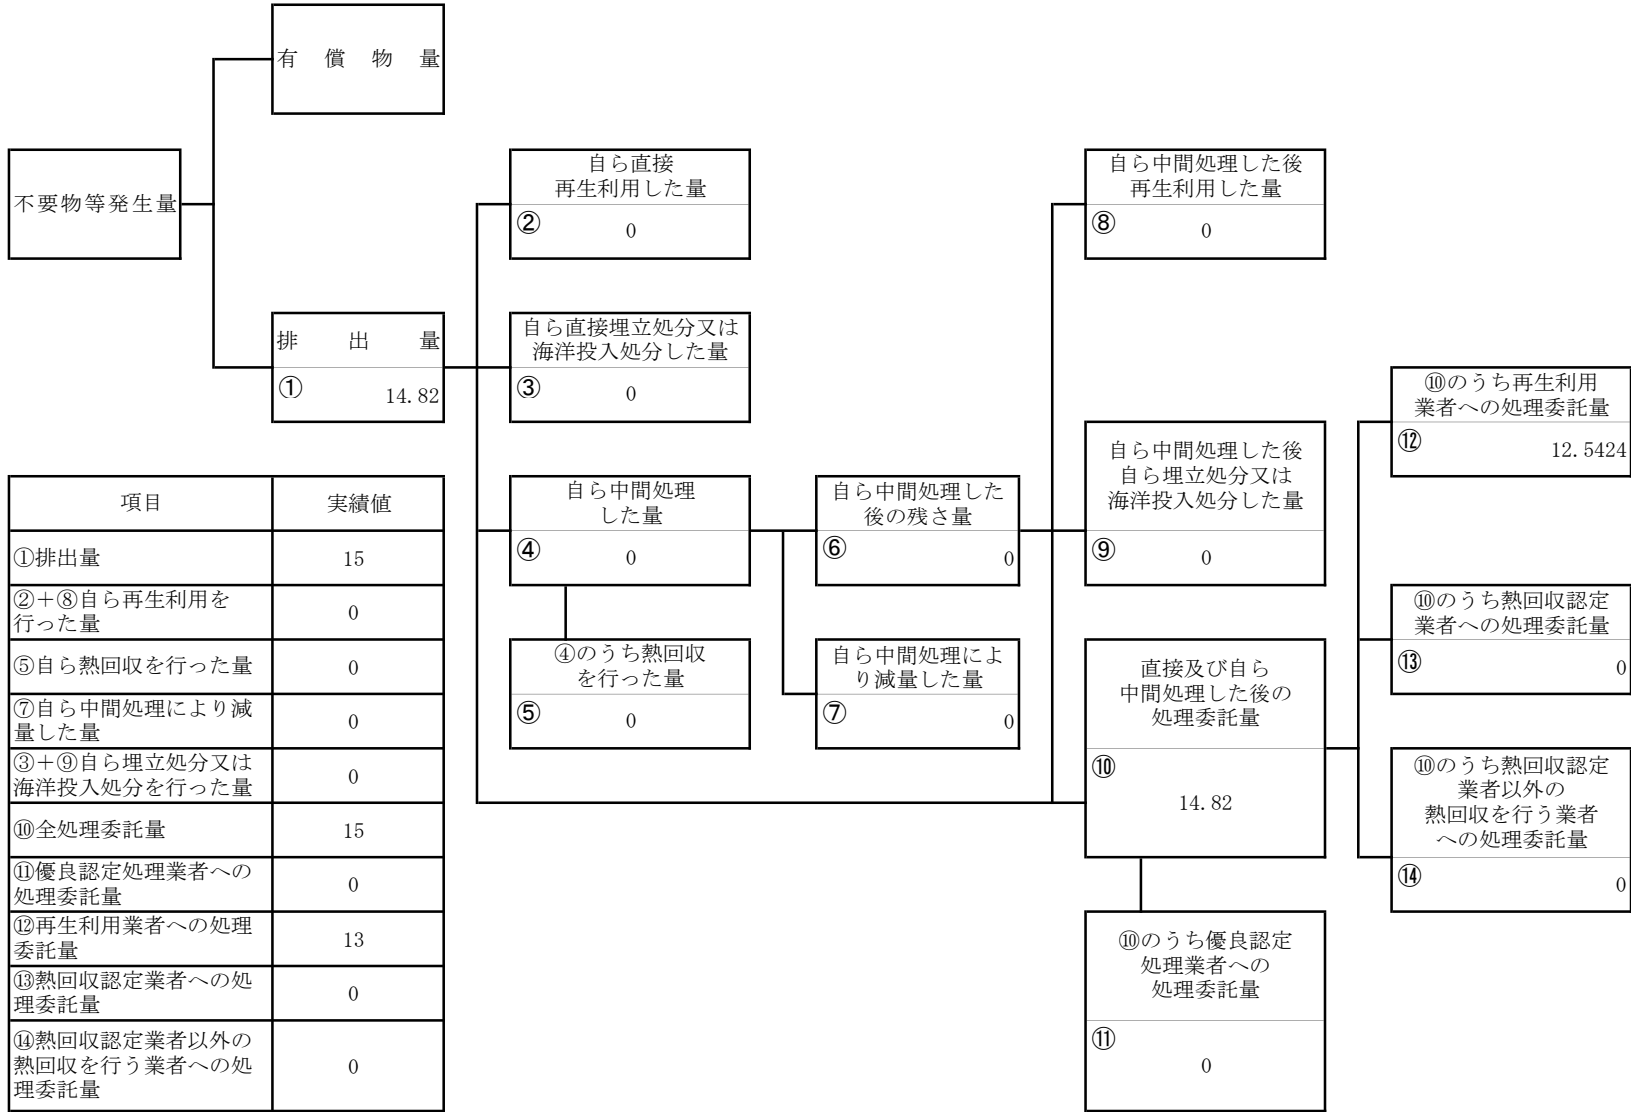 有償物量
不要物等発生量
排出量
①
14.82
自ら直接
再生利用した量
②
0
自ら直接埋立処分又は
海洋投入処分した量
③
0
自ら中間処理
した量
④
0
④のうち熱回収
を行った量
⑤
0
自ら中間処理した
後の残さ量
⑥
0
自ら中間処理によ
り減量した量
⑦
0
自ら中間処理した後
再生利用した量
⑧
0
自ら中間処理した後
自ら埋立処分又は
海洋投入処分した量
⑨
0
直接及び自ら
中間処理した後の
処理委託量
⑩
14.82
⑩のうち優良認定
処理業者への
処理委託量
⑪
0
⑩のうち再生利用
業者への処理委託量
⑫
12.5424
⑩のうち熱回収認定
業者への処理委託量
⑬
0
⑩のうち熱回収認定
業者以外の
熱回収を行う業者
への処理委託量
⑭
0
項目 実績値
①排出量 15
②+⑧自ら再生利用を
行った量 0
⑤自ら熱回収を行った量 0
⑦自ら中間処理により減
量した量 0
③+⑨自ら埋立処分又は
海洋投入処分を行った量 0
⑩全処理委託量 15
⑪優良認定処理業者への
処理委託量 0
⑫再生利用業者への処理
委託量 13
⑬熱回収認定業者への処
理委託量 0
⑭熱回収認定業者以外の
熱回収を行う業者への処
理委託量 0